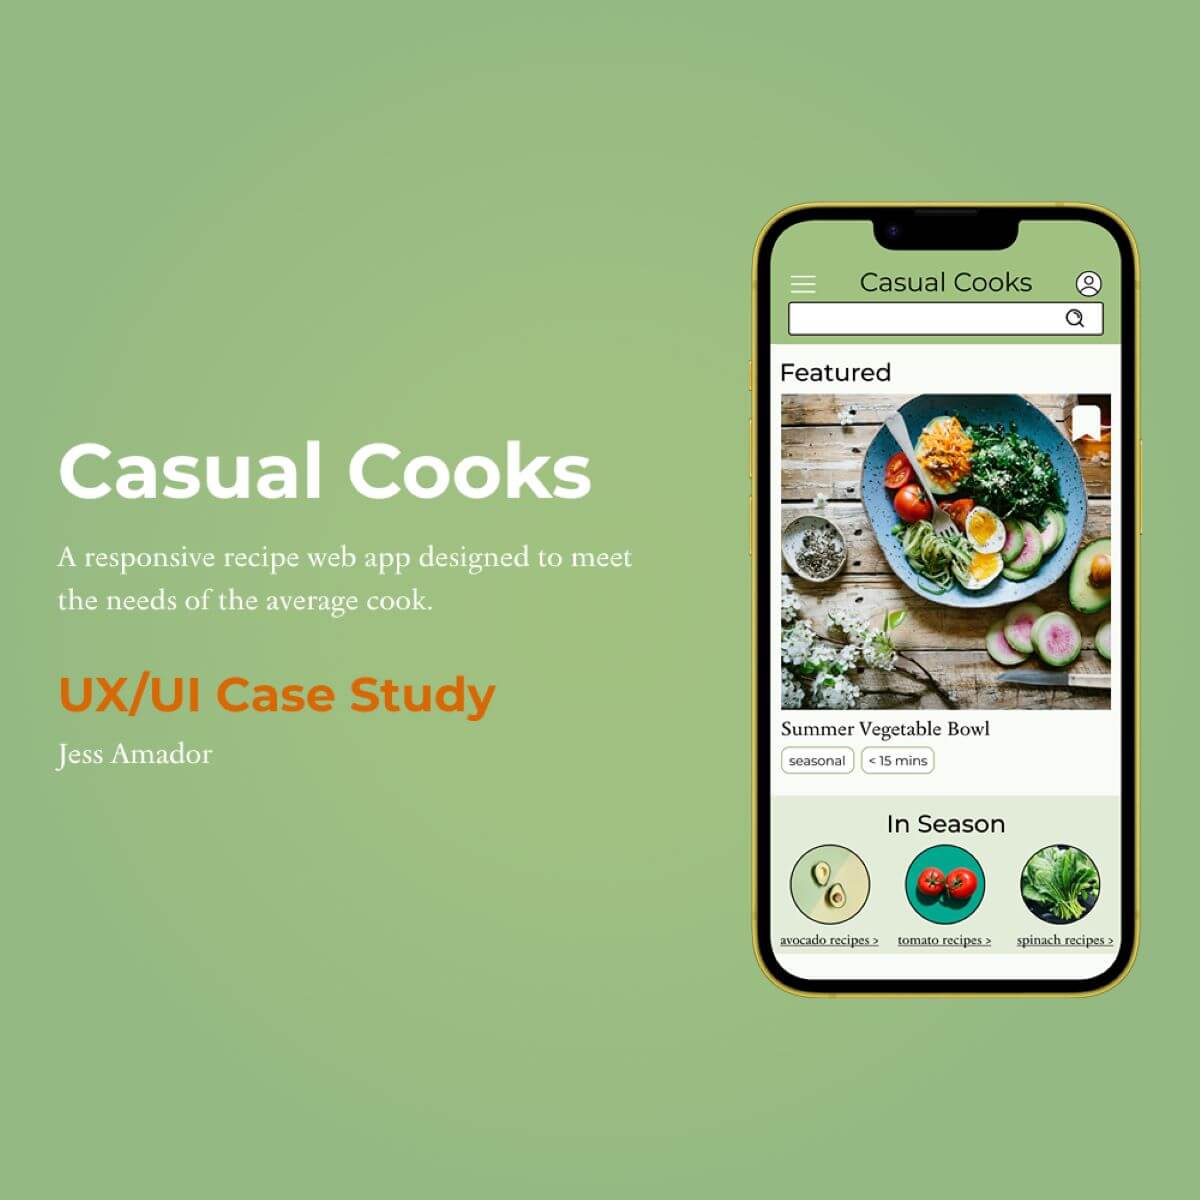 Casual Cooks
A responsive recipe web app designed to meet
the needs of the average cook.
UX/UI Case Study
Jess Amador
Casual Cooks
Featured
Summer Vegetable Bowl
seasonal
< 15 mins
In Season
avocado recipes >
tomato recipes >
spinach recipes >